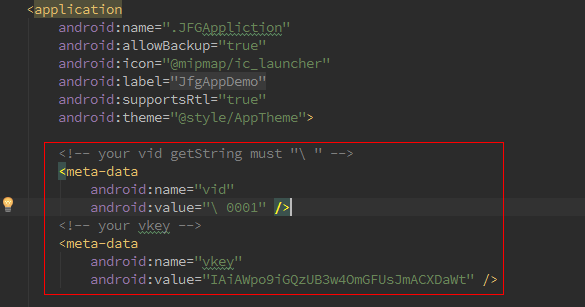 <application
android:name=".JFGAppliction"
android:allowBackup="true"
android:icon="@mipmap/ic_launcher"
android:label="JfgAppDemo"
android:supportsRtl="true"
android:theme="@style/AppTheme">
<!-- your vid getString must "\ " -->
<meta-data
android:name="vid"
android:value="\ 0001" />
<!-- your vkey -->
<meta-data
android:name="vkey"
android:value="IAiAWpo9iGQzUB3w4OmGFUsJmACXDaWt" />